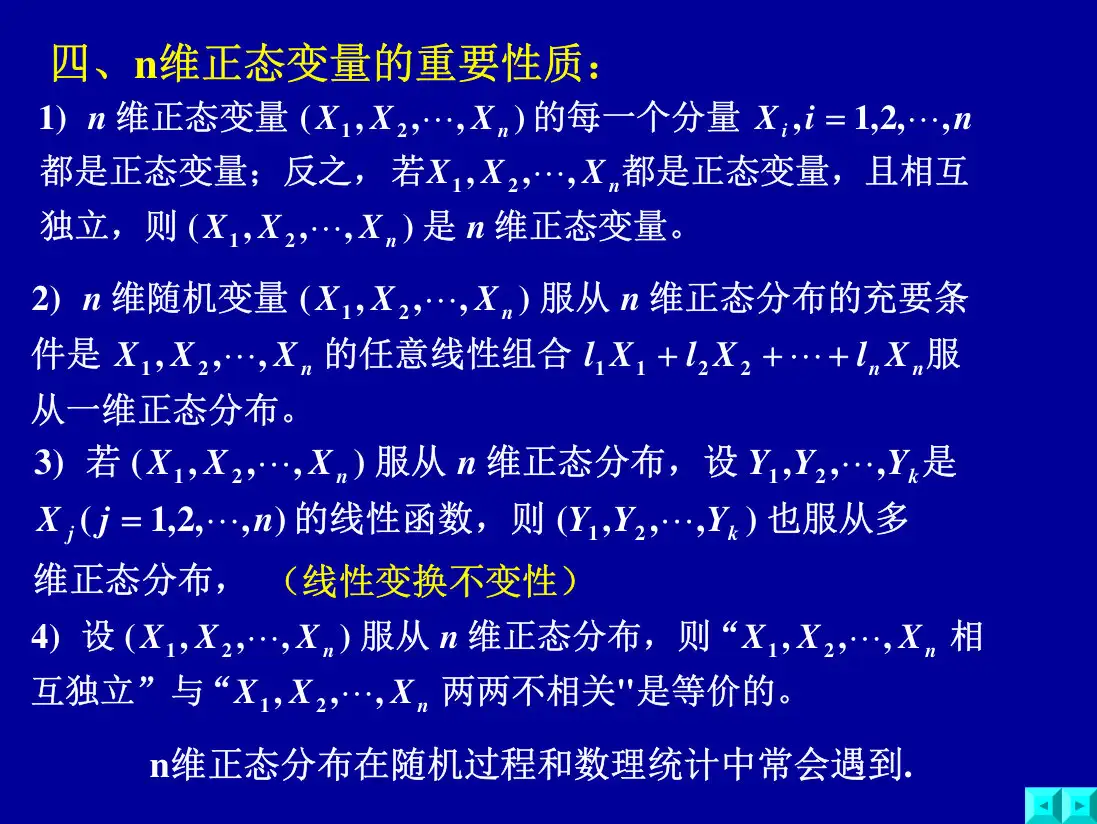 四、n维正态变量的重要性质：
1) n 维正态变量 (X₁, X₂, ⋯, Xₙ) 的每一个分量 Xᵢ, i = 1,2,⋯,n
都是正态变量；反之，若X₁, X₂, ⋯, Xₙ都是正态变量，且相互
独立，则 (X₁, X₂, ⋯, Xₙ) 是 n 维正态变量。
2) n 维随机变量 (X₁, X₂, ⋯, Xₙ) 服从 n 维正态分布的充要条
件是 X₁, X₂, ⋯, Xₙ 的任意线性组合 l₁X₁ + l₂X₂ + ⋯ + lₙXₙ服
从一维正态分布。
3) 若 (X₁, X₂, ⋯, Xₙ) 服从 n 维正态分布，设 Y₁,Y₂,⋯,Yₖ是
Xⱼ (j = 1,2,⋯,n) 的线性函数，则 (Y₁,Y₂,⋯,Yₖ) 也服从多
维正态分布， （线性变换不变性）
4) 设 (X₁, X₂, ⋯, Xₙ) 服从 n 维正态分布，则“X₁, X₂, ⋯, Xₙ 相
互独立”与“X₁, X₂, ⋯, Xₙ 两两不相关"是等价的。
n维正态分布在随机过程和数理统计中常会遇到.